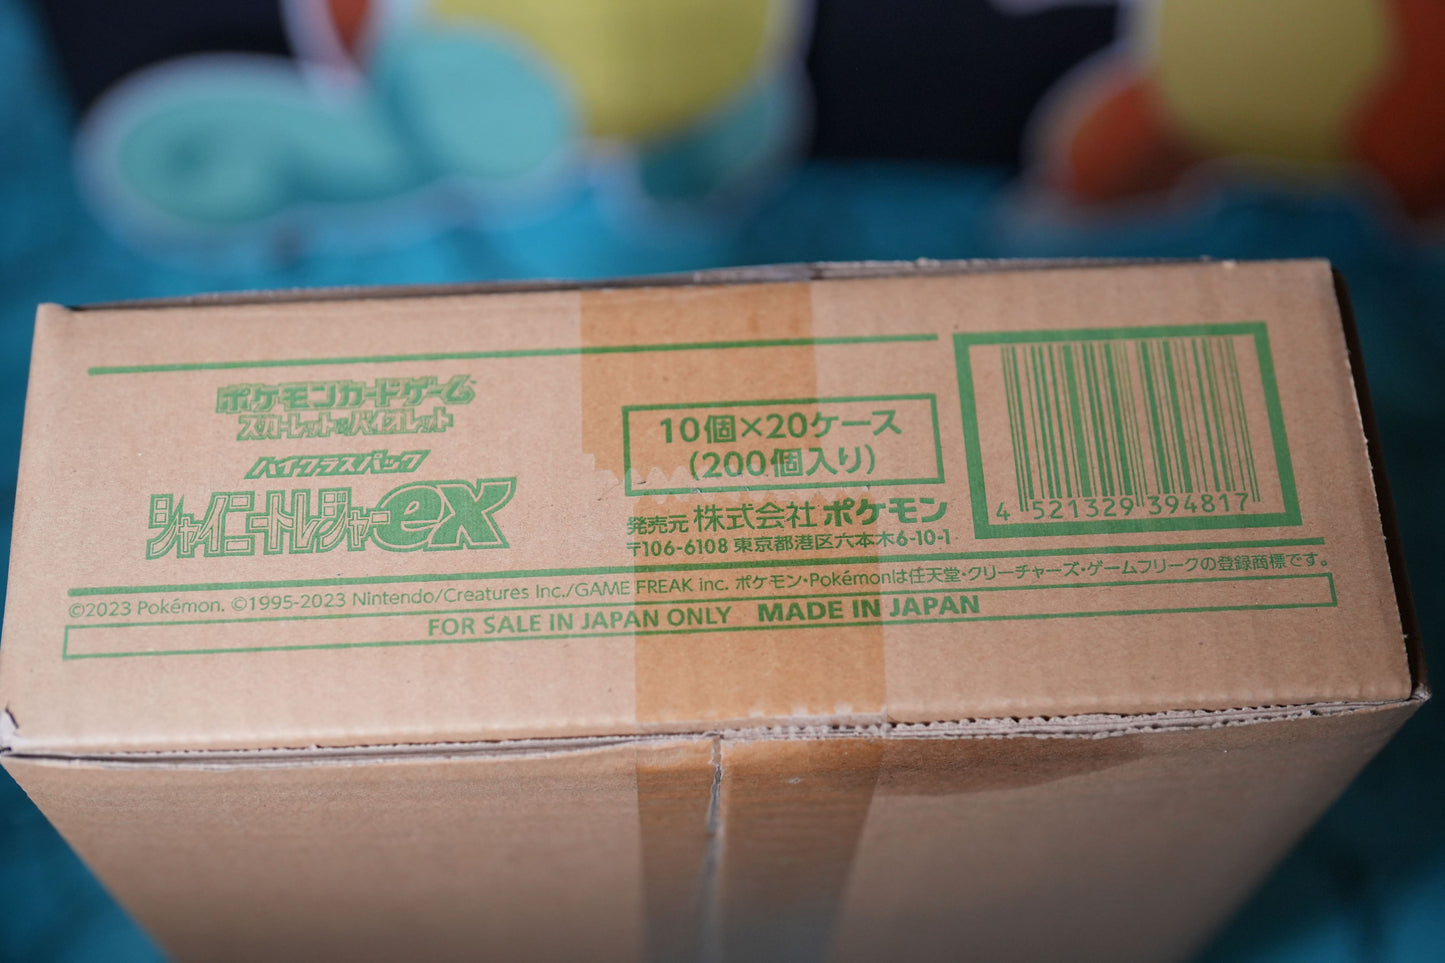 ポケモンカードゲーム
スカーレット&バイオレット
ハイクラスパック
シャイニートレジャーex
10個×20ケース
(200個入り)
発売元 株式会社 ポケモン
〒106-6108 東京都港区六本木6-10-1
4 521329 394817
©2023 Pokémon. ©1995-2023 Nintendo/Creatures Inc./GAME FREAK inc. ポケモン・Pokémonは任天堂・クリーチャーズ・ゲームフリークの登録商標です。
FOR SALE IN JAPAN ONLY MADE IN JAPAN